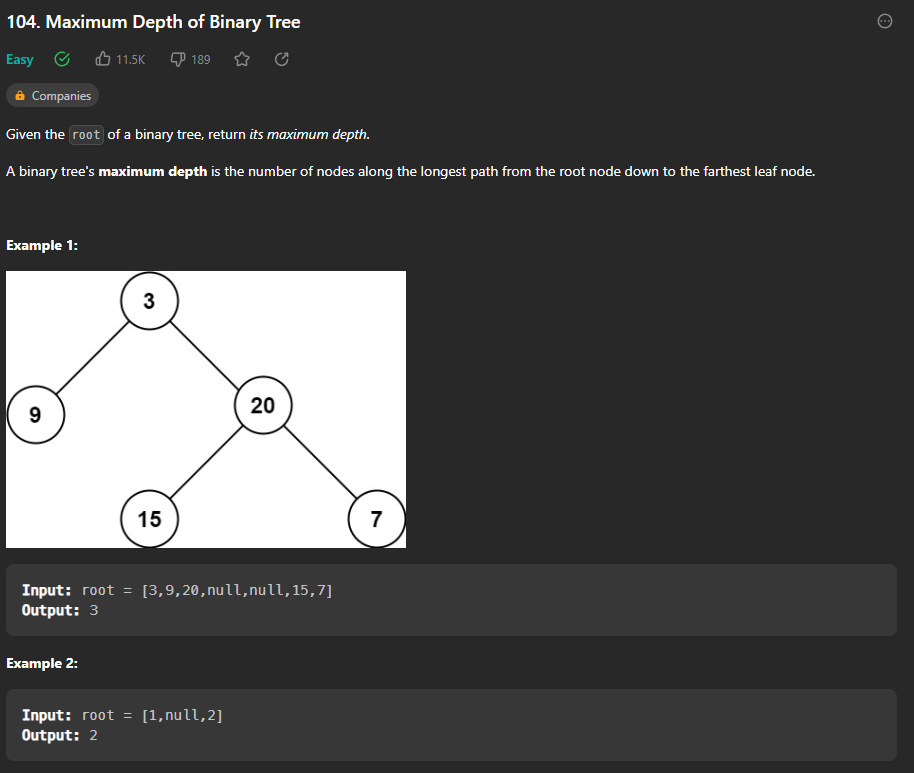 104. Maximum Depth of Binary Tree
Easy 11.5K 189
Companies
Given the root of a binary tree, return its maximum depth.
A binary tree's maximum depth is the number of nodes along the longest path from the root node down to the farthest leaf node.
Example 1:
3
9 20
15 7
Input: root = [3,9,20,null,null,15,7]
Output: 3
Example 2:
Input: root = [1,null,2]
Output: 2